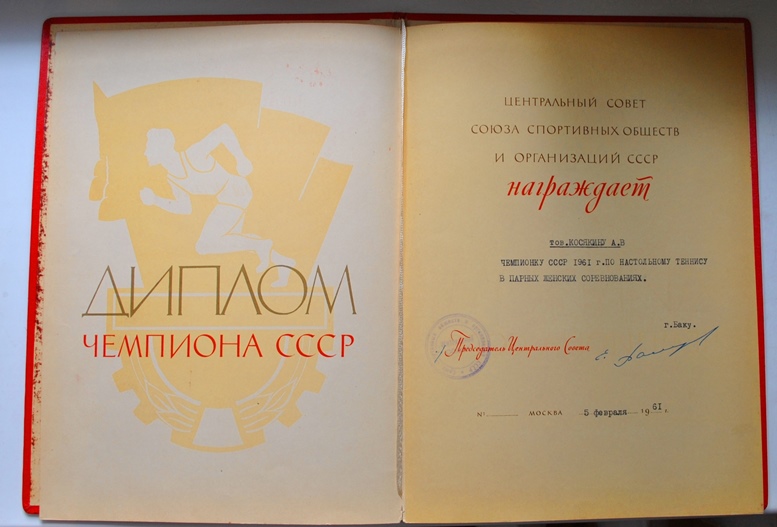 ДИПЛОМ
ЧЕМПИОНА СССР
ЦЕНТРАЛЬНЫЙ СОВЕТ
СОЮЗА СПОРТИВНЫХ ОБЩЕСТВ
И ОРГАНИЗАЦИЙ СССР
награждает
тов.КОСЯКИНУ А.В
ЧЕМПИОНКУ СССР 1961 г.ПО НАСТОЛЬНОМУ ТЕННИСУ
В ПАРНЫХ ЖЕНСКИХ СОРЕВНОВАНИЯХ.
г.Баку.
Председатель Центрального Совета
№ МОСКВА 5 февраля 1961 г.